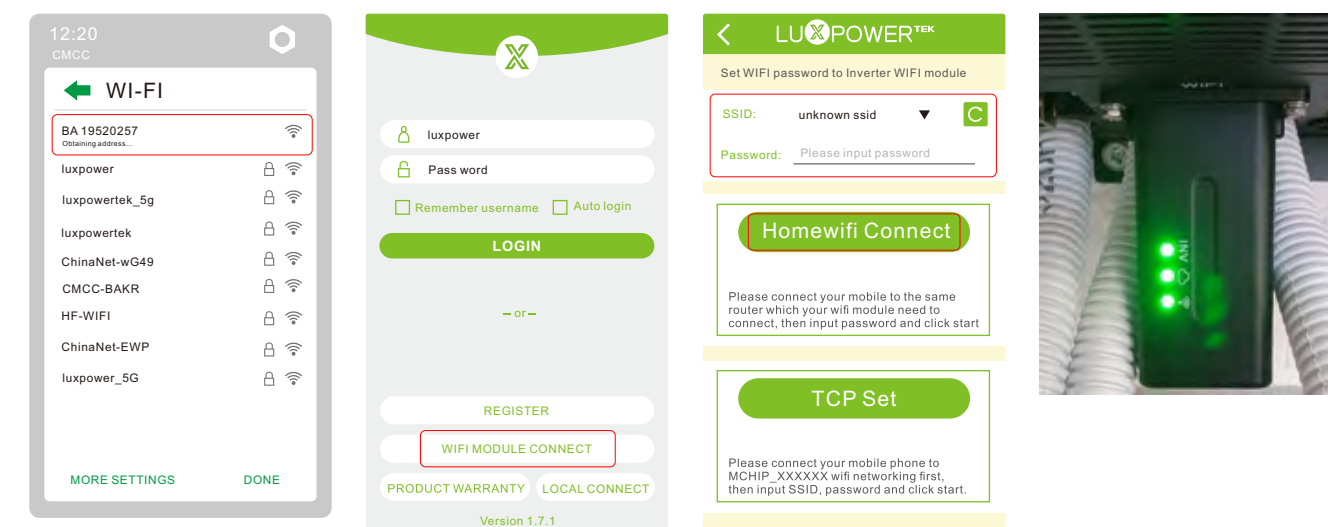 12:20
CMCC
WI-FI
BA 19520257
Obtaining address...
luxpower
luxpowertek_5g
luxpowertek
ChinaNet-wG49
CMCC-BAKR
HF-WIFI
ChinaNet-EWP
luxpower_5G
MORE SETTINGS DONE
luxpower
Pass word
Remember username Auto login
LOGIN
or
REGISTER
WIFI MODULE CONNECT
PRODUCT WARRANTY LOCAL CONNECT
Version 1.7.1
LUXPOWERTEK
Set WIFI password to Inverter WIFI module
SSID: unknown ssid
Password: Please input password
Homewifi Connect
Please connect your mobile to the same
router which your wifi module need to
connect, then input password and click start
TCP Set
Please connect your mobile phone to
MCHIP_XXXXXX wifi networking first,
then input SSID, password and click start.
WIFI
INV